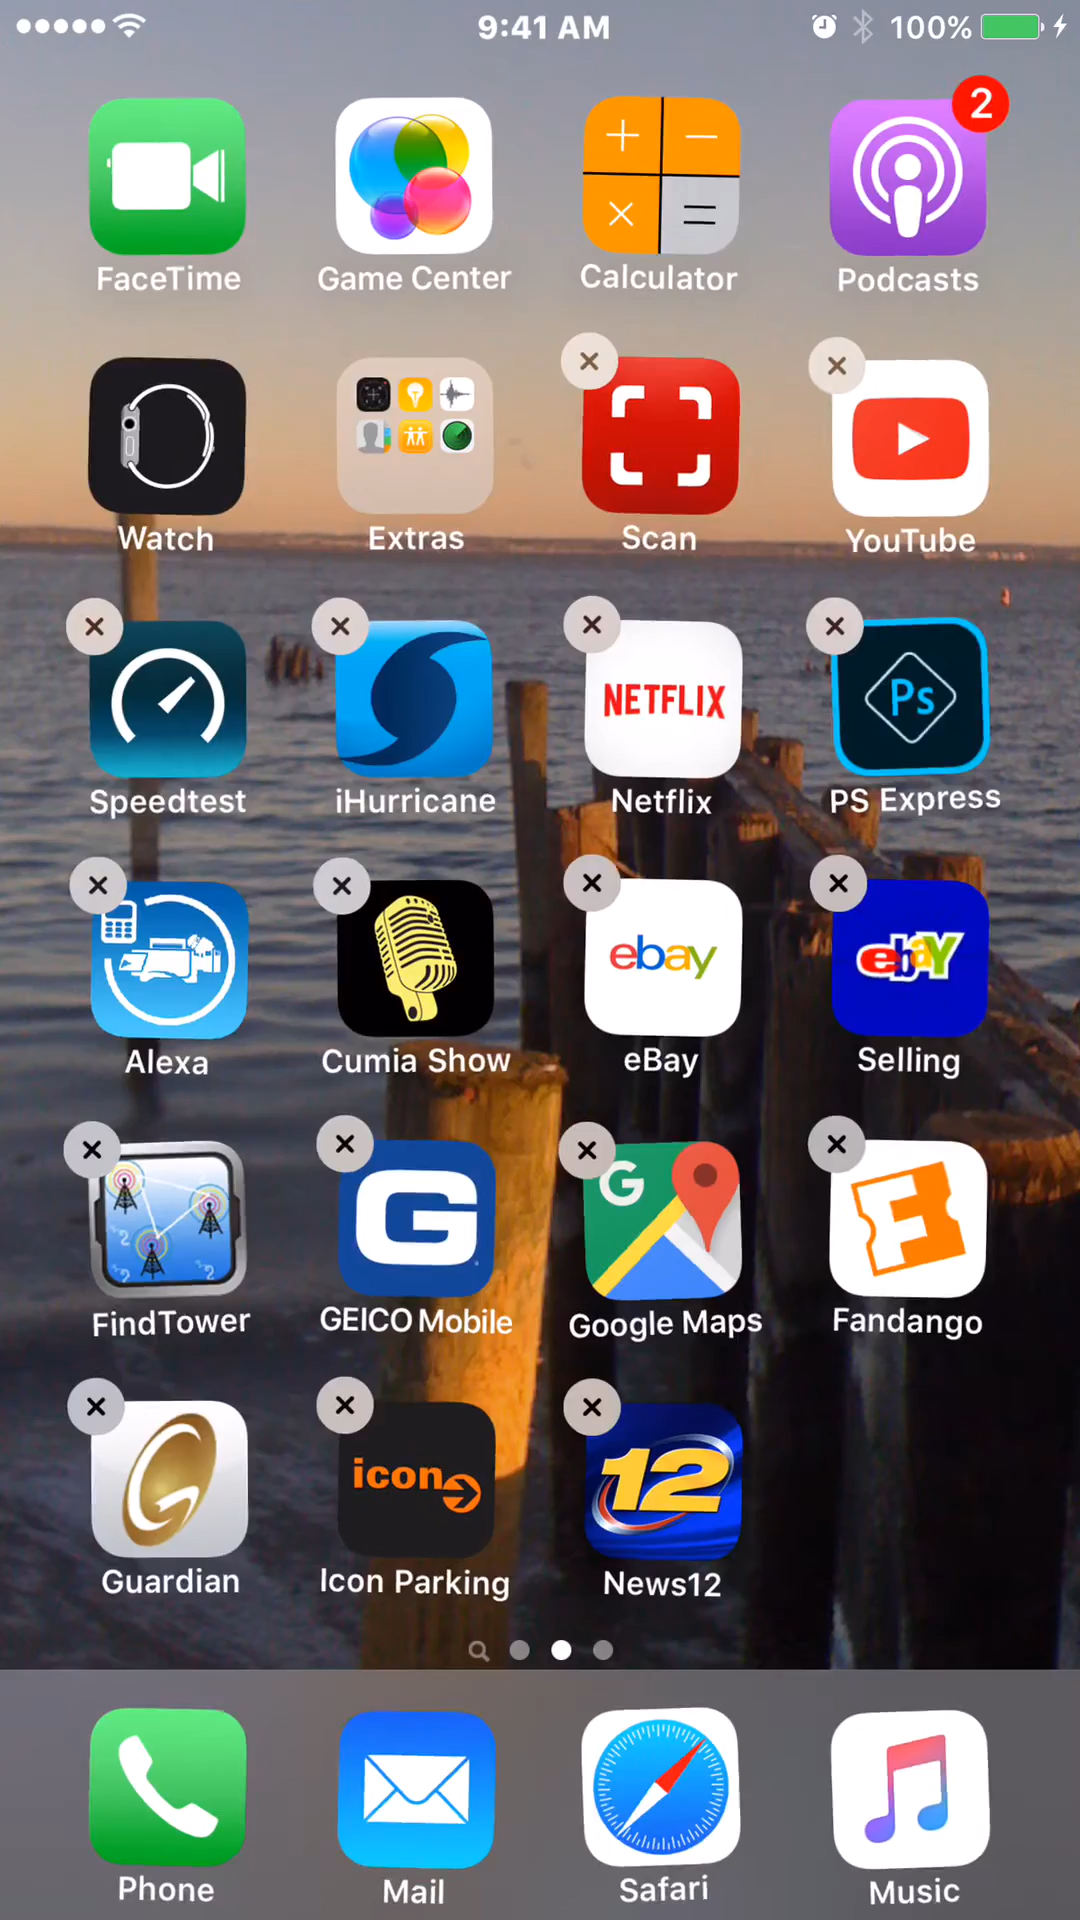 9:41 AM 100%
2
FaceTime Game Center Calculator Podcasts
Watch Extras Scan YouTube
NETFLIX Ps
Speedtest iHurricane Netflix PS Express
ebay ebaY
Alexa Cumia Show eBay Selling
G G F
FindTower GEICO Mobile Google Maps Fandango
G icon 12
Guardian Icon Parking News12
Phone Mail Safari Music